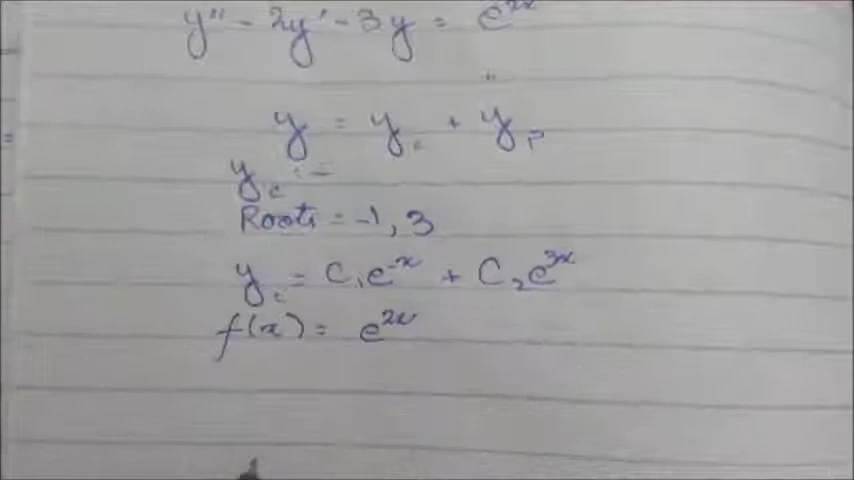 y'' - 2y' - 3y = e^{2x}
y = y_c + y_p
y_c =
Roots = -1, 3
y_c = C_1e^{-x} + C_2e^{3x}
f(x) = e^{2x}